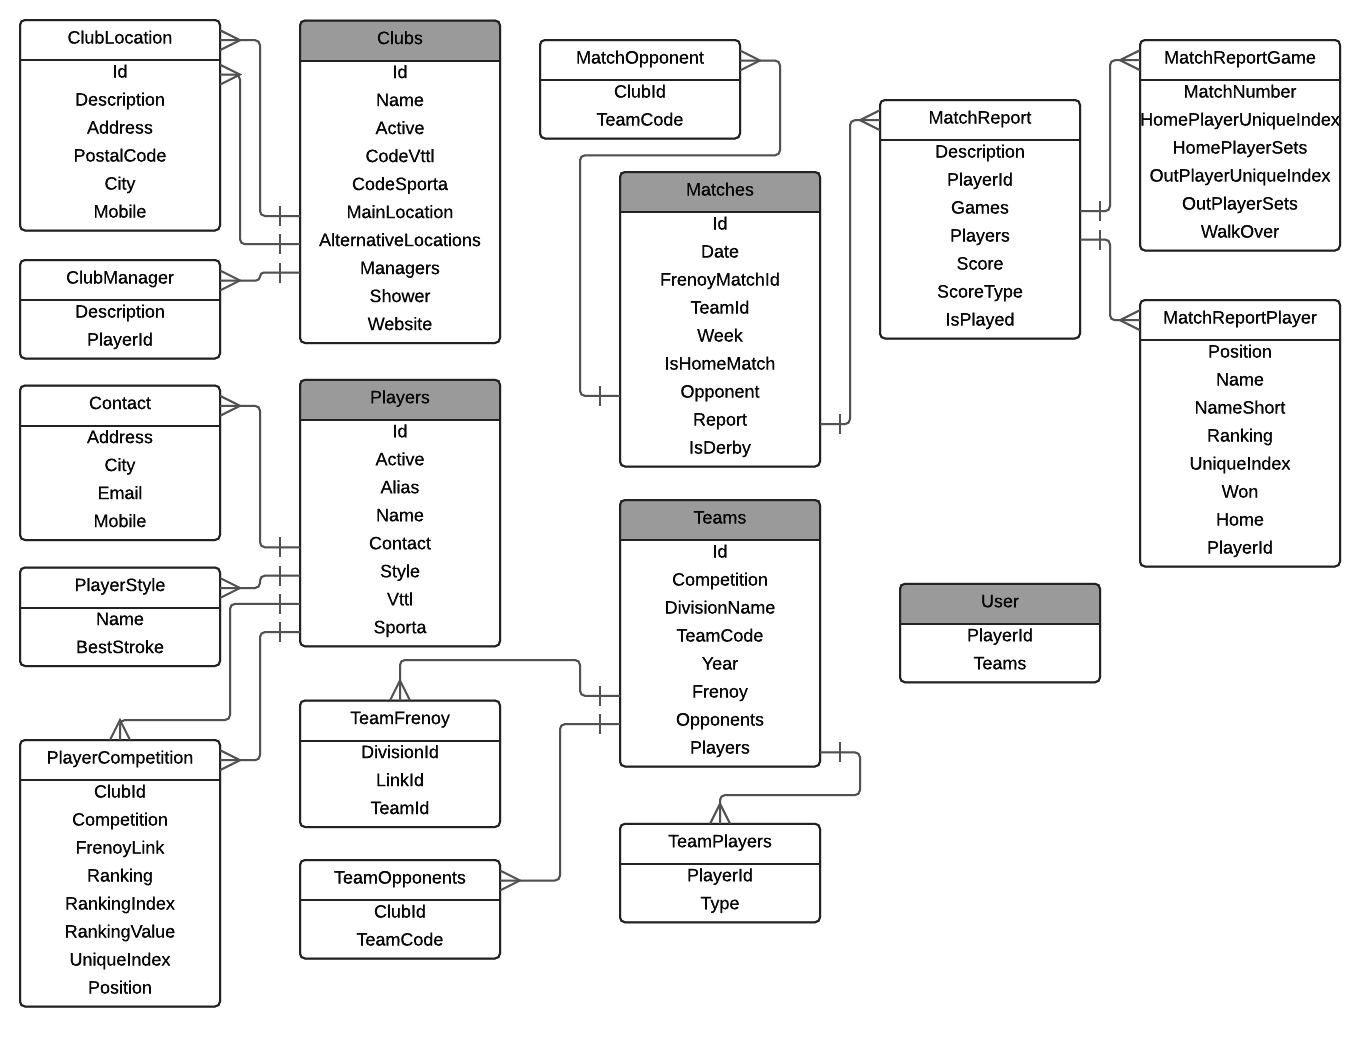 ClubLocation
Id
Description
Address
PostalCode
City
Mobile
Clubs
Id
Name
Active
CodeVttl
CodeSporta
MainLocation
AlternativeLocations
Managers
Shower
Website
ClubManager
Description
PlayerId
MatchOpponent
ClubId
TeamCode
Matches
Id
Date
FrenoyMatchId
TeamId
Week
IsHomeMatch
Opponent
Report
IsDerby
MatchReport
Description
PlayerId
Games
Players
Score
ScoreType
IsPlayed
MatchReportGame
MatchNumber
HomePlayerUniqueIndex
HomePlayerSets
OutPlayerUniqueIndex
OutPlayerSets
WalkOver
MatchReportPlayer
Position
Name
NameShort
Ranking
UniqueIndex
Won
Home
PlayerId
Contact
Address
City
Email
Mobile
Players
Id
Active
Alias
Name
Contact
Style
Vttl
Sporta
PlayerStyle
Name
BestStroke
Teams
Id
Competition
DivisionName
TeamCode
Year
Frenoy
Opponents
Players
User
PlayerId
Teams
PlayerCompetition
ClubId
Competition
FrenoyLink
Ranking
RankingIndex
RankingValue
UniqueIndex
Position
TeamFrenoy
DivisionId
LinkId
TeamId
TeamOpponents
ClubId
TeamCode
TeamPlayers
PlayerId
Type